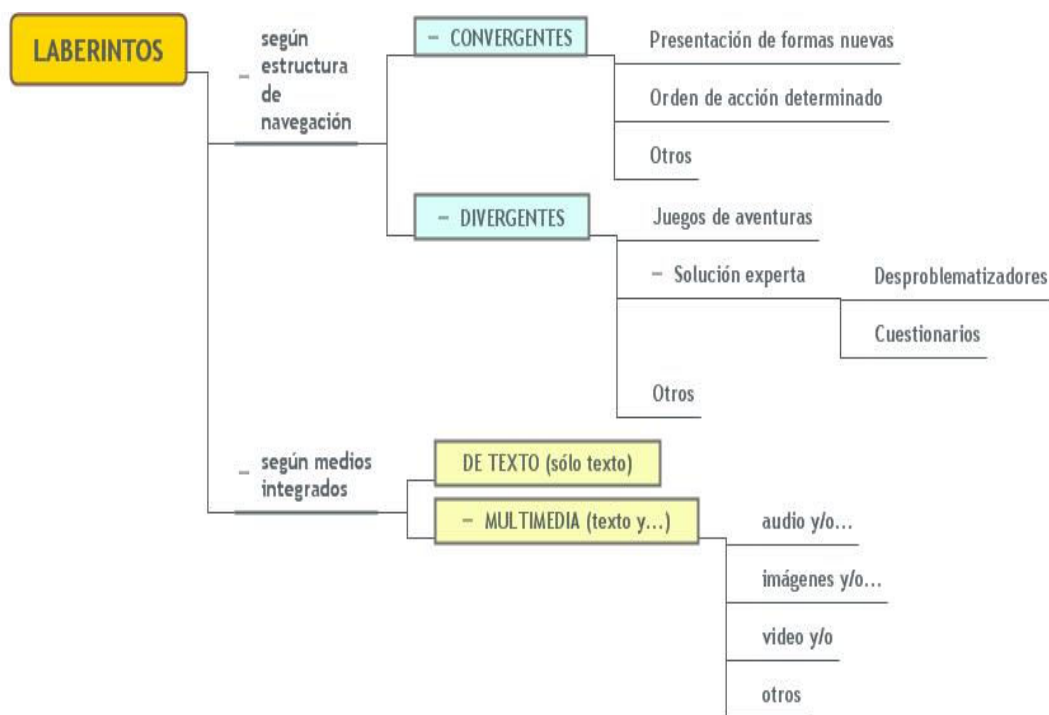 LABERINTOS
según
estructura
de
navegación
CONVERGENTES
Presentación de formas nuevas
Orden de acción determinado
Otros
DIVERGENTES
Juegos de aventuras
Solución experta
Desproblematizadores
Cuestionarios
Otros
según medios
integrados
DE TEXTO (sólo texto)
MULTIMEDIA (texto y...)
audio y/o...
imágenes y/o...
video y/o
otros